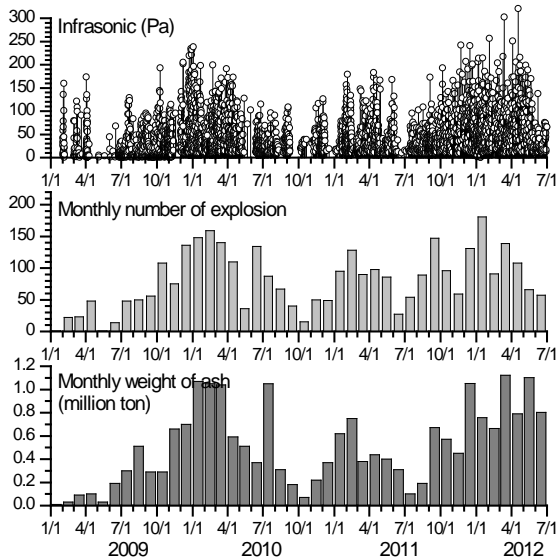 Infrasonic (Pa)
300
250
200
150
100
50
0
1/1 4/1 7/1 10/1 1/1 4/1 7/1 10/1 1/1 4/1 7/1 10/1 1/1 4/1 7/1
Monthly number of explosion
200
150
100
50
0
1/1 4/1 7/1 10/1 1/1 4/1 7/1 10/1 1/1 4/1 7/1 10/1 1/1 4/1 7/1
Monthly weight of ash
(million ton)
1.2
1.0
0.8
0.6
0.4
0.2
0.0
1/1 4/1 7/1 10/1 1/1 4/1 7/1 10/1 1/1 4/1 7/1 10/1 1/1 4/1 7/1
2009 2010 2011 2012